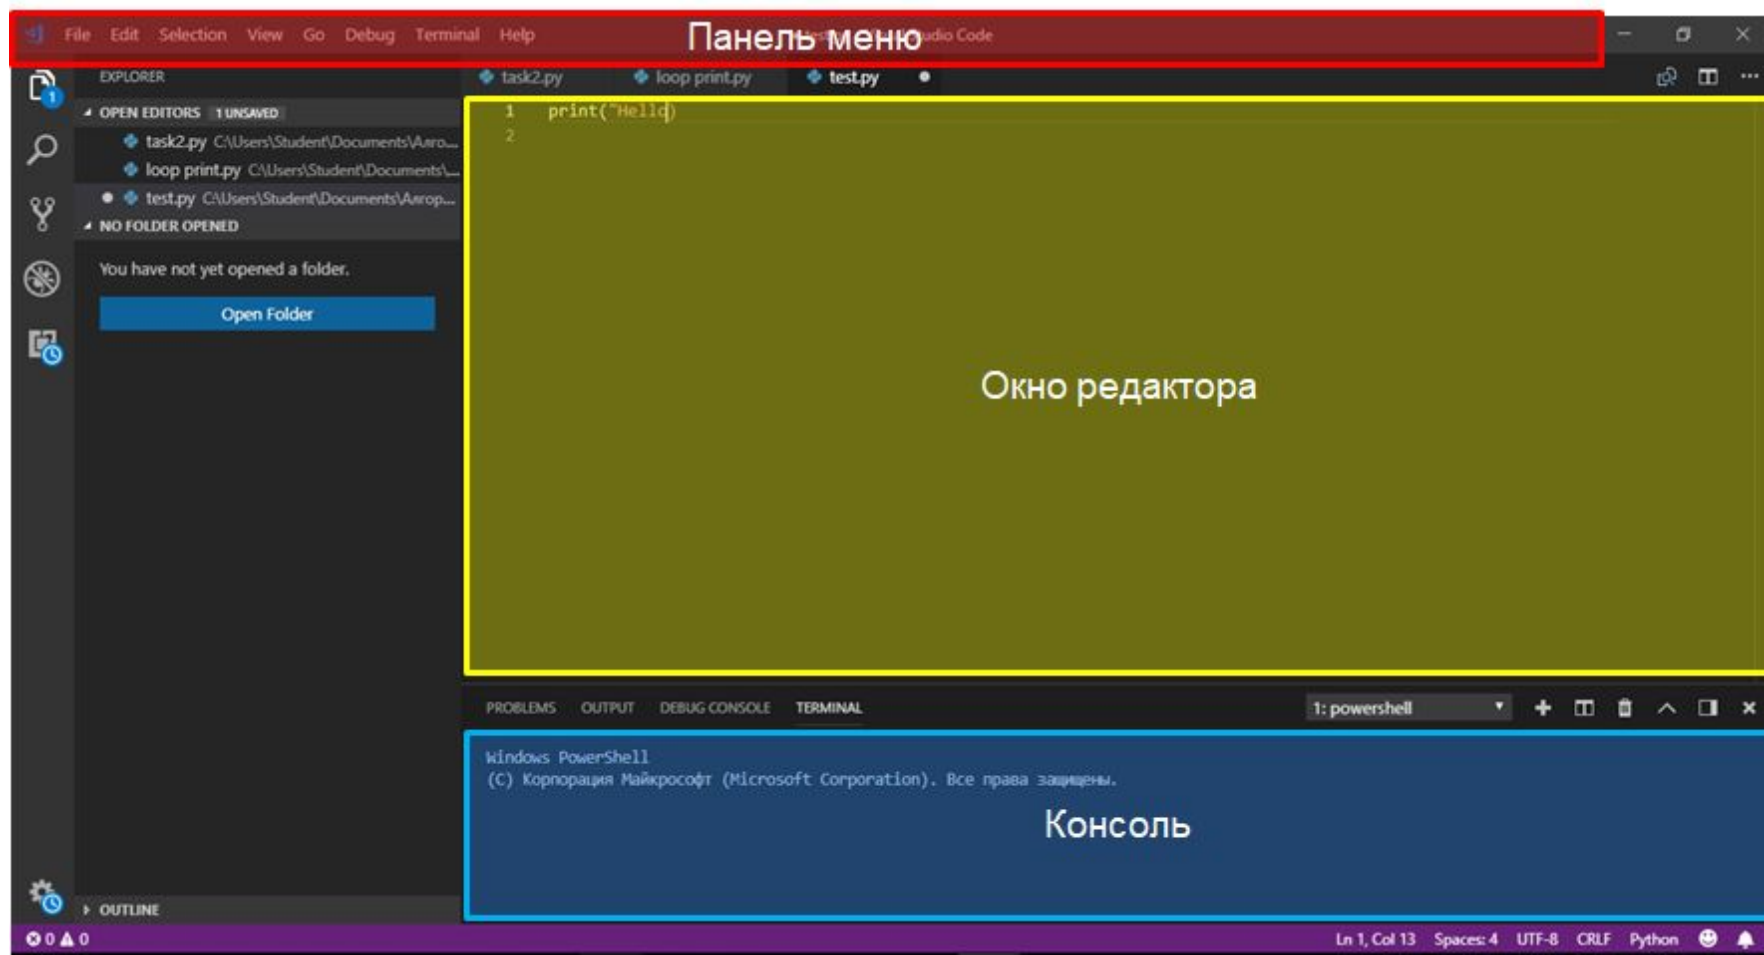 File Edit Selection View Go Debug Terminal Help Панель меню Studio Code
EXPLORER
task2.py loop print.py test.py
OPEN EDITORS 1 UNSAVED
task2.py C:\Users\Student\Documents\Алго...
loop print.py C:\Users\Student\Documents\...
test.py C:\Users\Student\Documents\Алгор...
NO FOLDER OPENED
You have not yet opened a folder.
Open Folder
OUTLINE
1 print("Hello)
2
Окно редактора
PROBLEMS OUTPUT DEBUG CONSOLE TERMINAL 1: powershell
Windows PowerShell
(C) Корпорация Майкрософт (Microsoft Corporation). Все права защищены.
Консоль
0 0 Ln 1, Col 13 Spaces: 4 UTF-8 CRLF Python